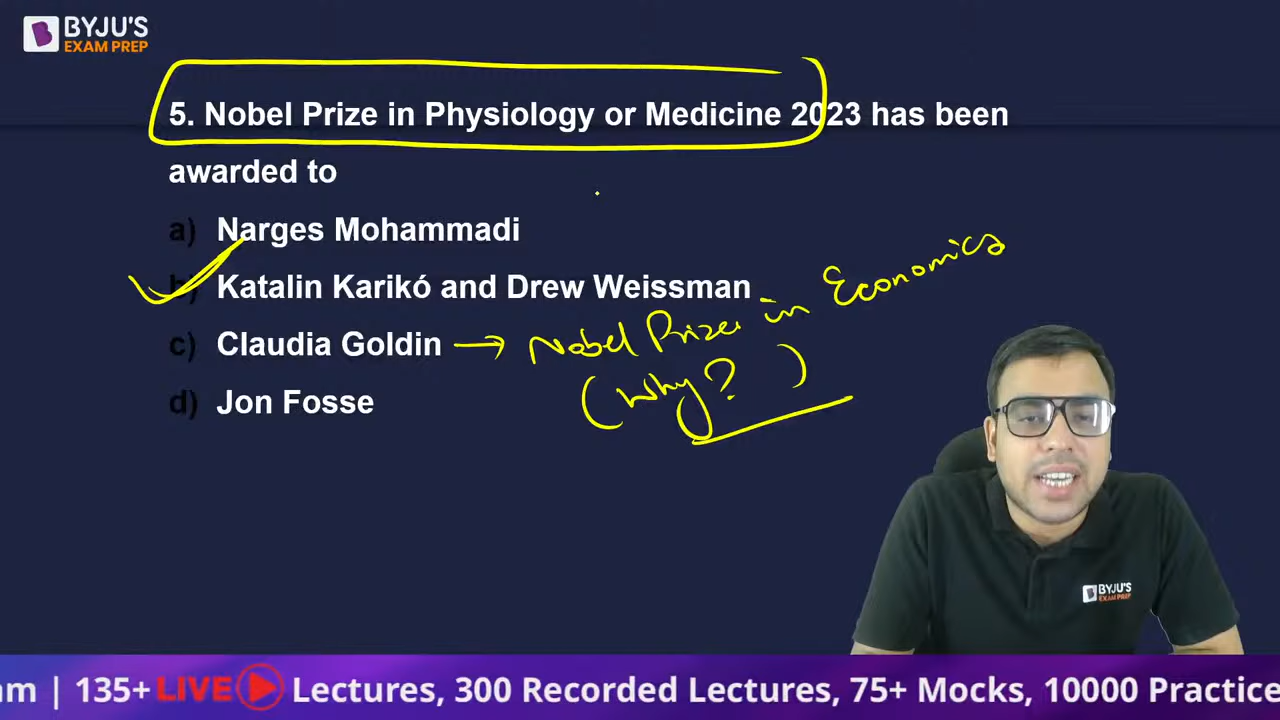 BYJU'S
EXAM PREP
5. Nobel Prize in Physiology or Medicine 2023 has been
awarded to
a) Narges Mohammadi
b) Katalin Karikó and Drew Weissman
c) Claudia Goldin → Nobel Prize in Economics
(Why? )
d) Jon Fosse
BYJU'S
EXAM PREP
am | 135+ LIVE Lectures, 300 Recorded Lectures, 75+ Mocks, 10000 Practice